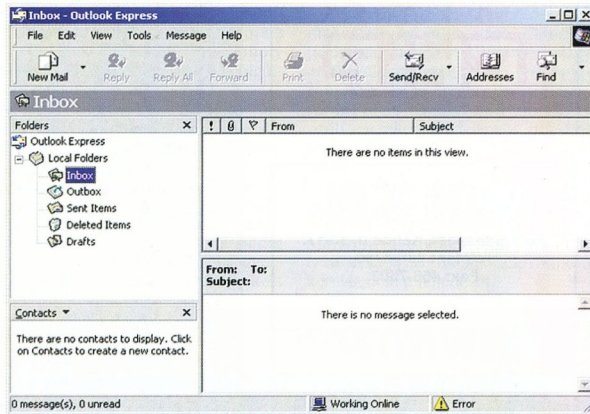 Inbox - Outlook Express
File Edit View Tools Message Help
New Mail Reply Reply All Forward Print Delete Send/Recv Addresses Find
Inbox
Folders
Outlook Express
Local Folders
Inbox
Outbox
Sent Items
Deleted Items
Drafts
Contacts
There are no contacts to display. Click
on Contacts to create a new contact.
! From Subject
There are no items in this view.
From: To:
Subject:
There is no message selected.
0 message(s), 0 unread Working Online Error